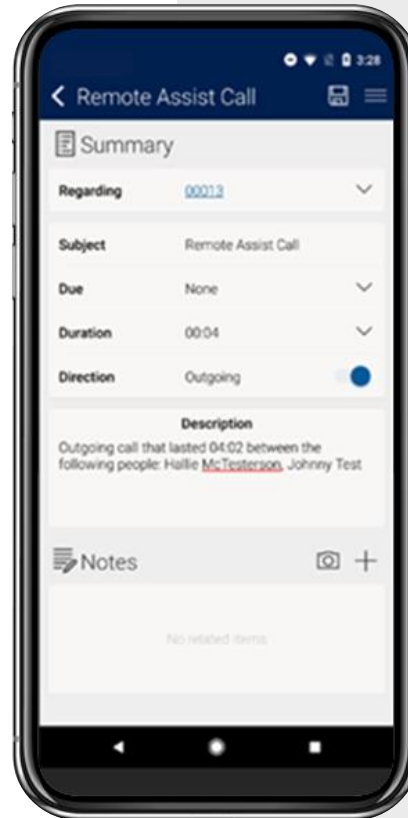 3:28
Remote Assist Call
Summary
Regarding 00013
Subject Remote Assist Call
Due None
Duration 00:04
Direction Outgoing
Description
Outgoing call that lasted 04:02 between the
following people: Hallie McTesterson, Johnny Test
Notes
No related items.